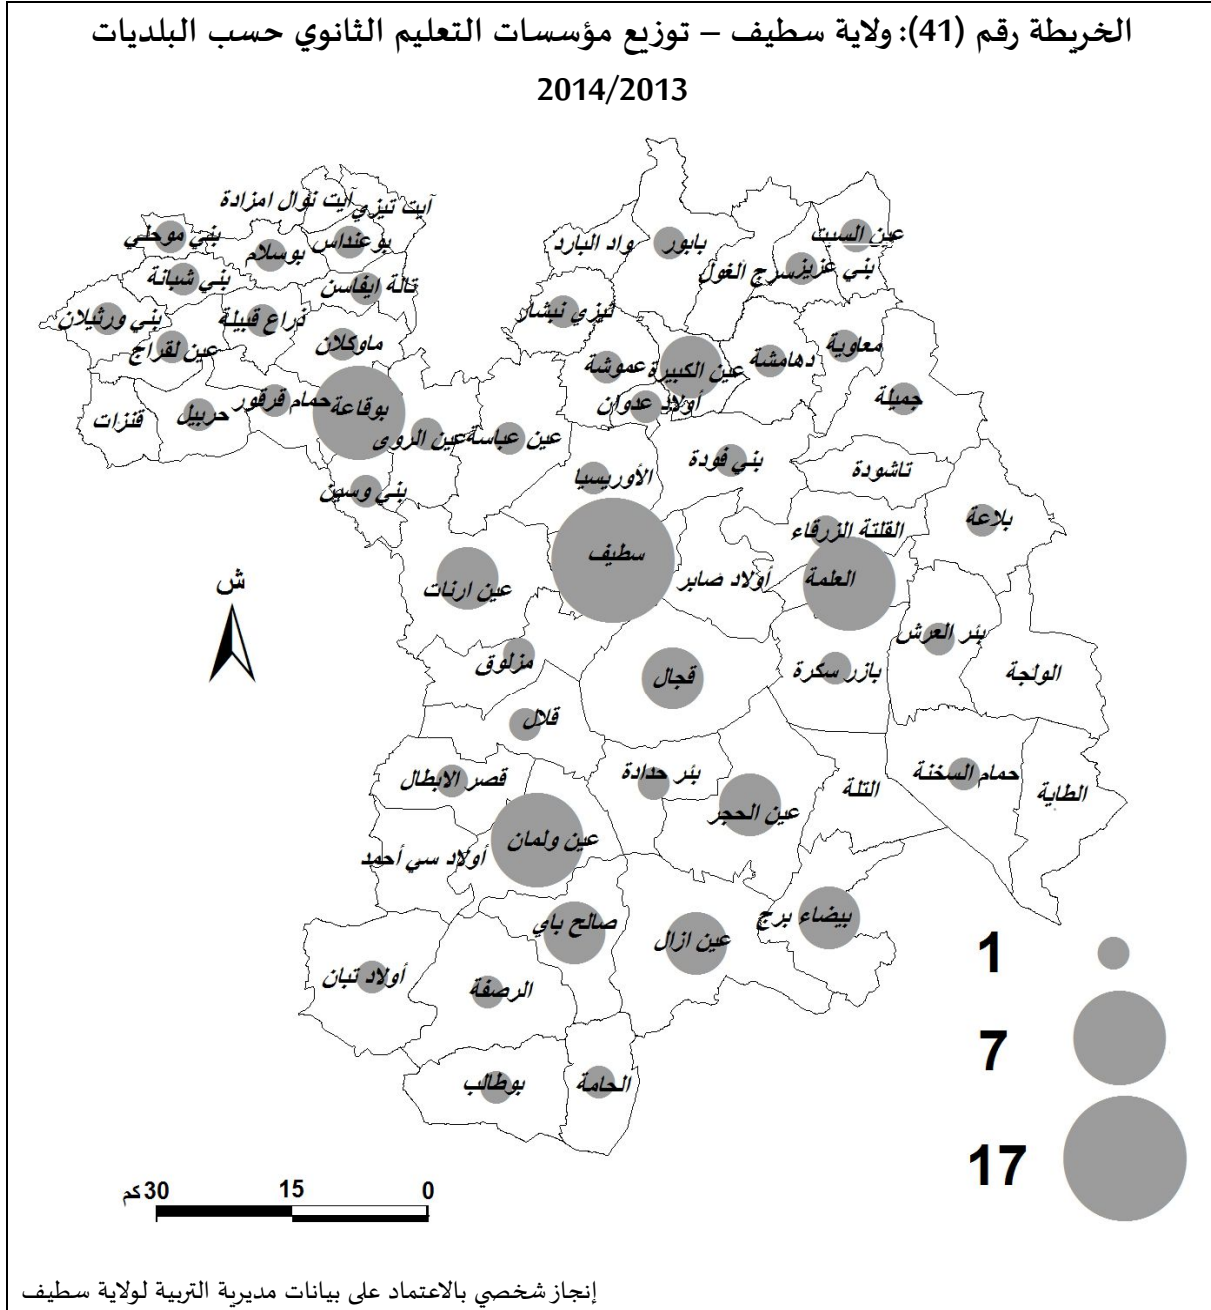 الخريطة رقم (41): ولاية سطيف – توزيع مؤسسات التعليم الثانوي حسب البلديات
2014/2013
آيت تيزي
آيت نوال امزادة
بوعنداس
بوسلام
بني موحلي
تالة ايفاسن
بني شبانة
ذراع قبيلة
بني ورثيلان
ماوكلان
عين لقراج
بوقاعة
حمام قرقور
حربيل
قنزات
عين السبت
بابور
واد البارد
بني عزيز
سرج الغول
تيزي نبشار
معاوية
دهامشة
عين الكبيرة
عموشة
جميلة
أولاد عدوان
عين عباسة
عين الروى
بني فودة
تاشودة
الأوريسيا
بني وسين
بلاعة
القلتة الزرقاء
سطيف
العلمة
أولاد صابر
عين ارنات
ش
بئر العرش
الولجة
بازر سكرة
قجال
مزلوق
قلال
حمام السخنة
الطاية
التلة
بئر حدادة
قصر الابطال
عين الحجر
عين ولمان
أولاد سي أحمد
بيضاء برج
صالح باي
عين ازال
أولاد تبان
الرصفة
الحامة
بوطالب
1
7
17
0
15
30 كم
إنجاز شخصي بالاعتماد على بيانات مديرية التربية لولاية سطيف